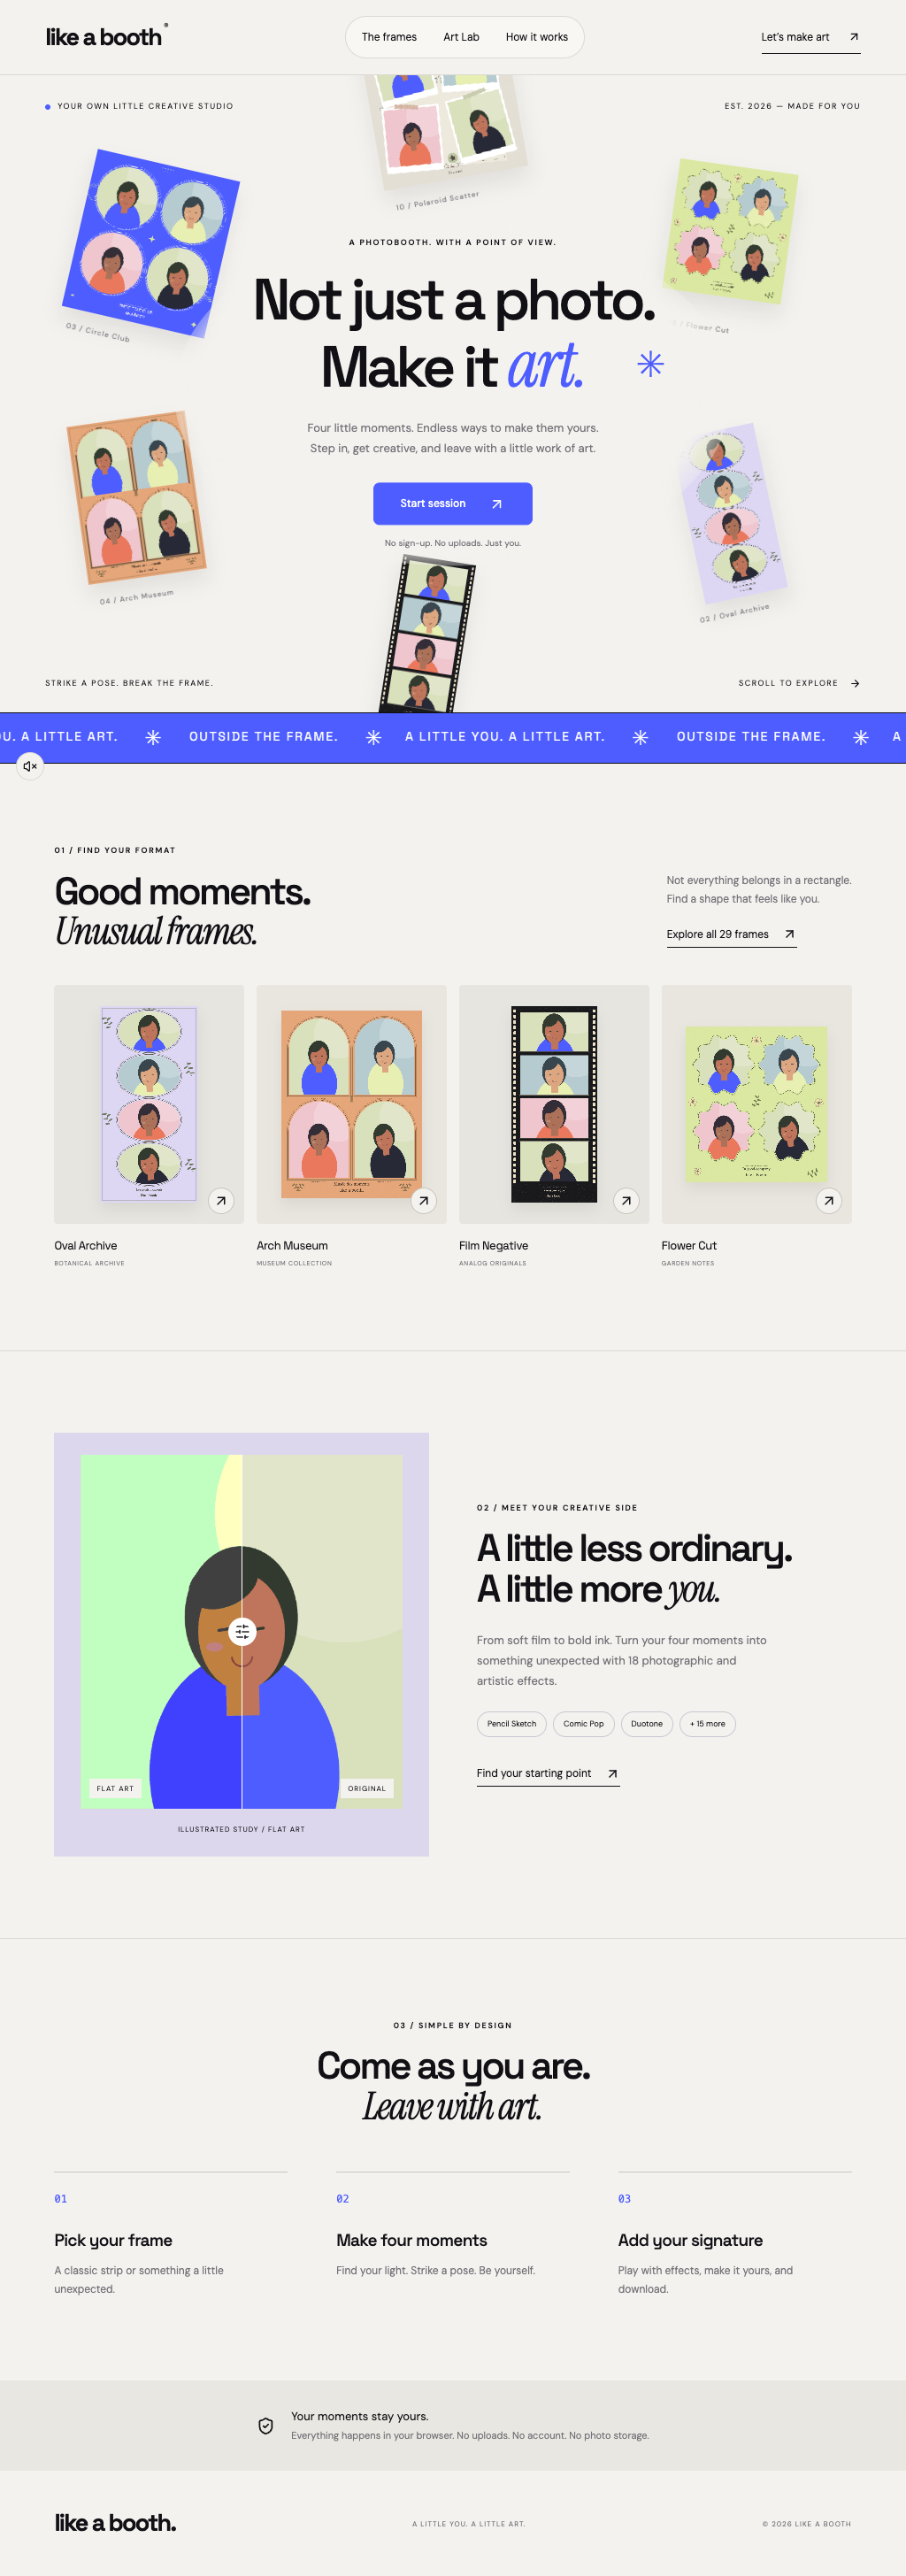 like a booth
The frames
Art Lab
How it works
Let's make art
YOUR OWN LITTLE CREATIVE STUDIO
EST. 2026 — MADE FOR YOU
10 / Polaroid Scatter
03 / Circle Club
/ Flower Cut
A PHOTOBOOTH. WITH A POINT OF VIEW.
Not just a photo.
Make it art.
Four little moments. Endless ways to make them yours.
Step in, get creative, and leave with a little work of art.
Start session
No sign-up. No uploads. Just you.
04 / Arch Museum
02 / Oval Archive
STRIKE A POSE. BREAK THE FRAME.
SCROLL TO EXPLORE
U. A LITTLE ART.
OUTSIDE THE FRAME.
A LITTLE YOU. A LITTLE ART.
OUTSIDE THE FRAME.
A
01 / FIND YOUR FORMAT
Good moments.
Unusual frames.
Not everything belongs in a rectangle.
Find a shape that feels like you.
Explore all 29 frames
Oval Archive
BOTANICAL ARCHIVE
Arch Museum
MUSEUM COLLECTION
Film Negative
ANALOG ORIGINALS
Flower Cut
GARDEN NOTES
FLAT ART
ORIGINAL
ILLUSTRATED STUDY / FLAT ART
02 / MEET YOUR CREATIVE SIDE
A little less ordinary.
A little more you.
From soft film to bold ink. Turn your four moments into
something unexpected with 18 photographic and
artistic effects.
Pencil Sketch
Comic Pop
Duotone
+ 15 more
Find your starting point
03 / SIMPLE BY DESIGN
Come as you are.
Leave with art.
01
Pick your frame
A classic strip or something a little
unexpected.
02
Make four moments
Find your light. Strike a pose. Be yourself.
03
Add your signature
Play with effects, make it yours, and
download.
Your moments stay yours.
Everything happens in your browser. No uploads. No account. No photo storage.
like a booth.
A LITTLE YOU. A LITTLE ART.
© 2026 LIKE A BOOTH